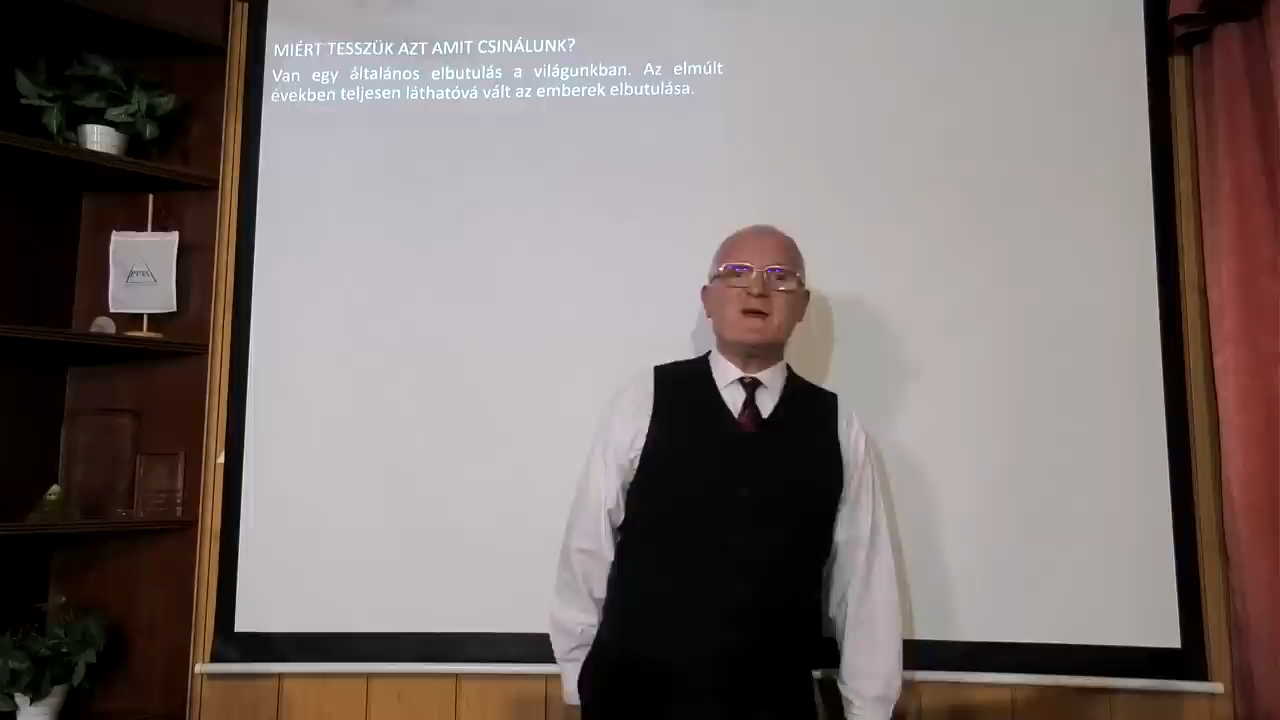 MIÉRT TESSZÜK AZT AMIT CSINÁLUNK?
Van egy általános elbutulás a világunkban. Az elmúlt
években teljesen láthatóvá vált az emberek elbutulása.